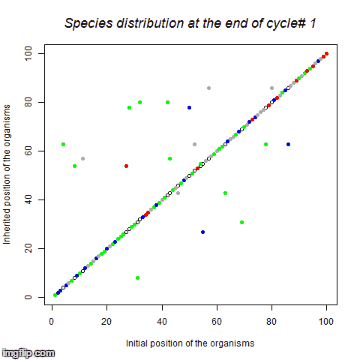 Species distribution at the end of cycle# 1
Inherited position of the organisms
100
80
60
40
20
0
0 20 40 60 80 100
Initial position of the organisms
imgflip.com